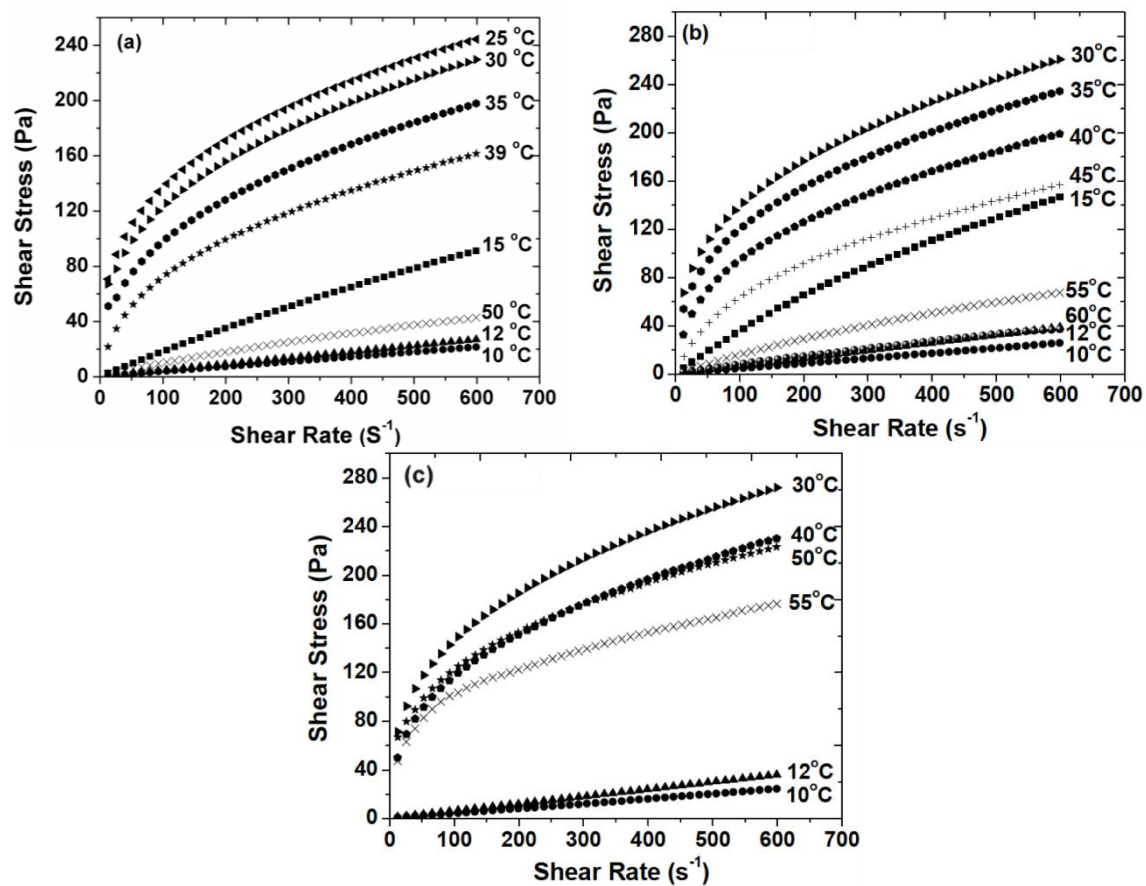 (a)
Shear Stress (Pa)
240
200
160
120
80
40
0
25 °C
30 °C
35 °C
39 °C
15 °C
50 °C
12 °C
10 °C
0 100 200 300 400 500 600 700
Shear Rate (S⁻¹)
(b)
Shear Stress (Pa)
280
240
200
160
120
80
40
0
30°C
35°C
40°C
45°C
15°C
55°C
60°C
12°C
10°C
0 100 200 300 400 500 600 700
Shear Rate (s⁻¹)
(c)
Shear Stress (Pa)
280
240
200
160
120
80
40
0
30°C
40°C
50°C
55°C
12°C
10°C
0 100 200 300 400 500 600 700
Shear Rate (s⁻¹)